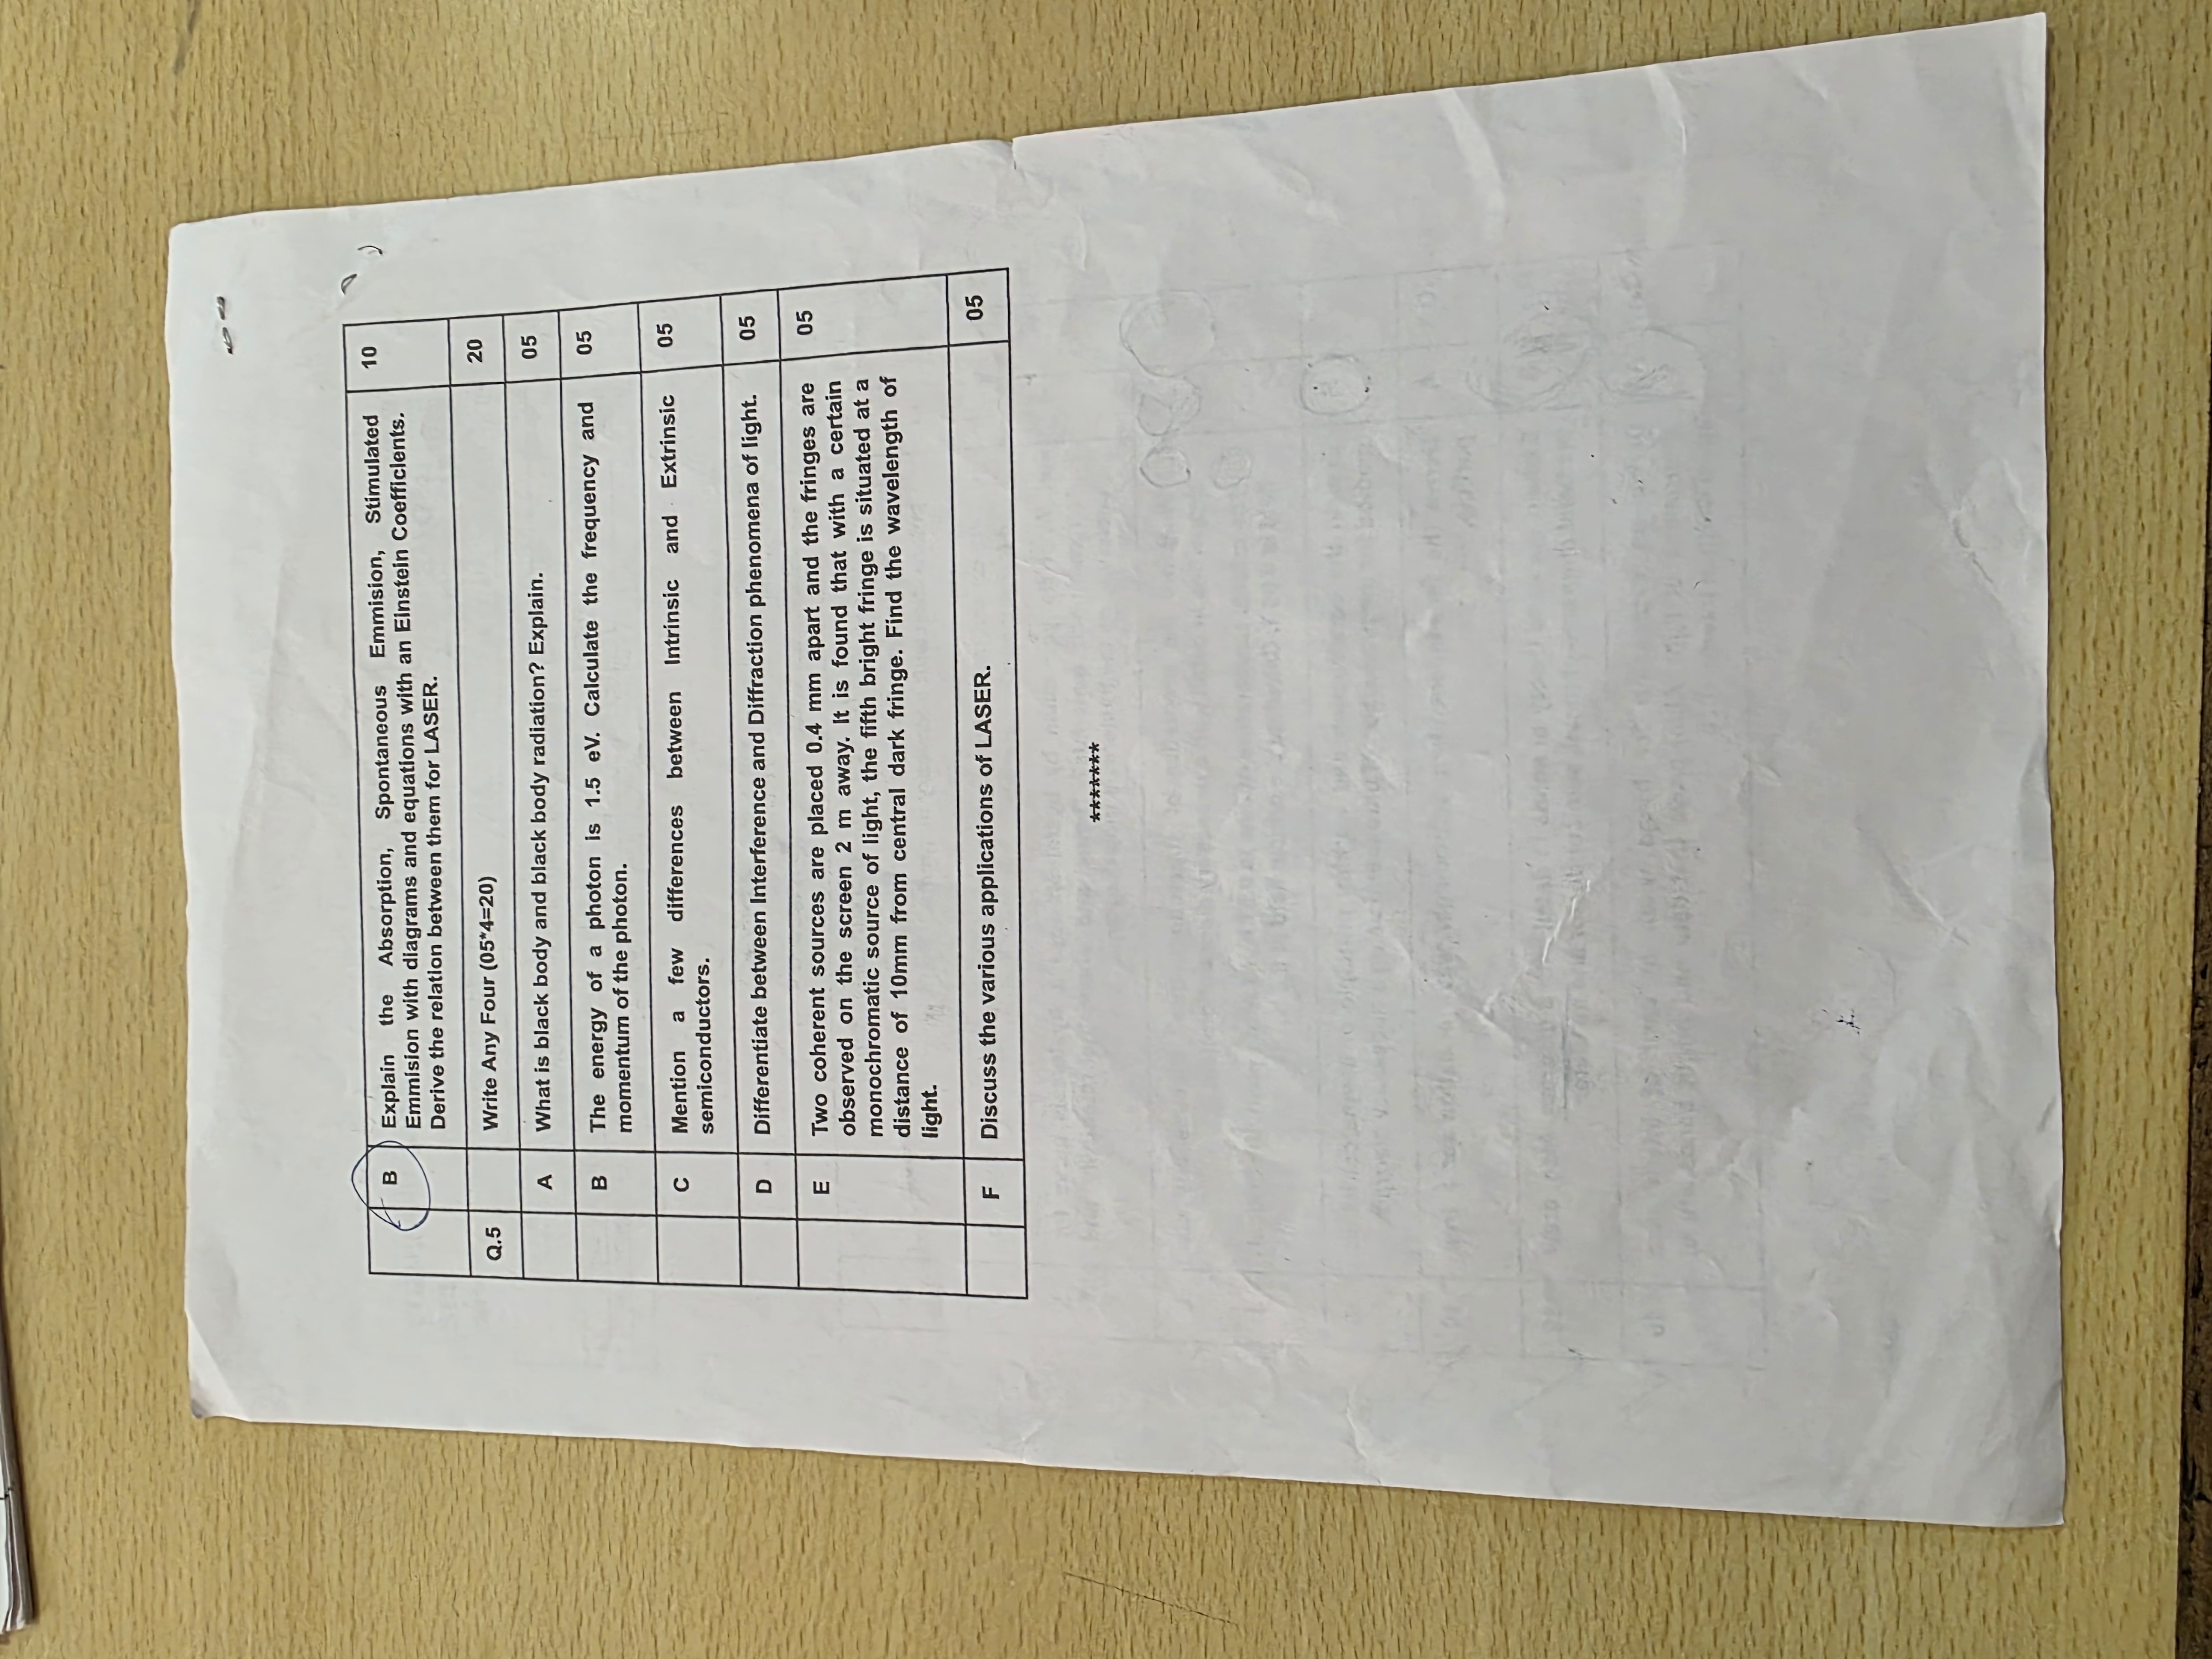 B Explain the Absorption, Spontaneous Emmision, Stimulated 10
Emmision with diagrams and equations with an Einstein Coefficients.
Derive the relation between them for LASER.
Q.5 Write Any Four (05*4=20) 20
A What is black body and black body radiation? Explain. 05
B The energy of a photon is 1.5 eV. Calculate the frequency and 05
momentum of the photon.
C Mention a few differences between Intrinsic and Extrinsic 05
semiconductors.
D Differentiate between Interference and Diffraction phenomena of light. 05
E Two coherent sources are placed 0.4 mm apart and the fringes are 05
observed on the screen 2 m away. It is found that with a certain
monochromatic source of light, the fifth bright fringe is situated at a
distance of 10mm from central dark fringe. Find the wavelength of
light.
F Discuss the various applications of LASER. 05
*******